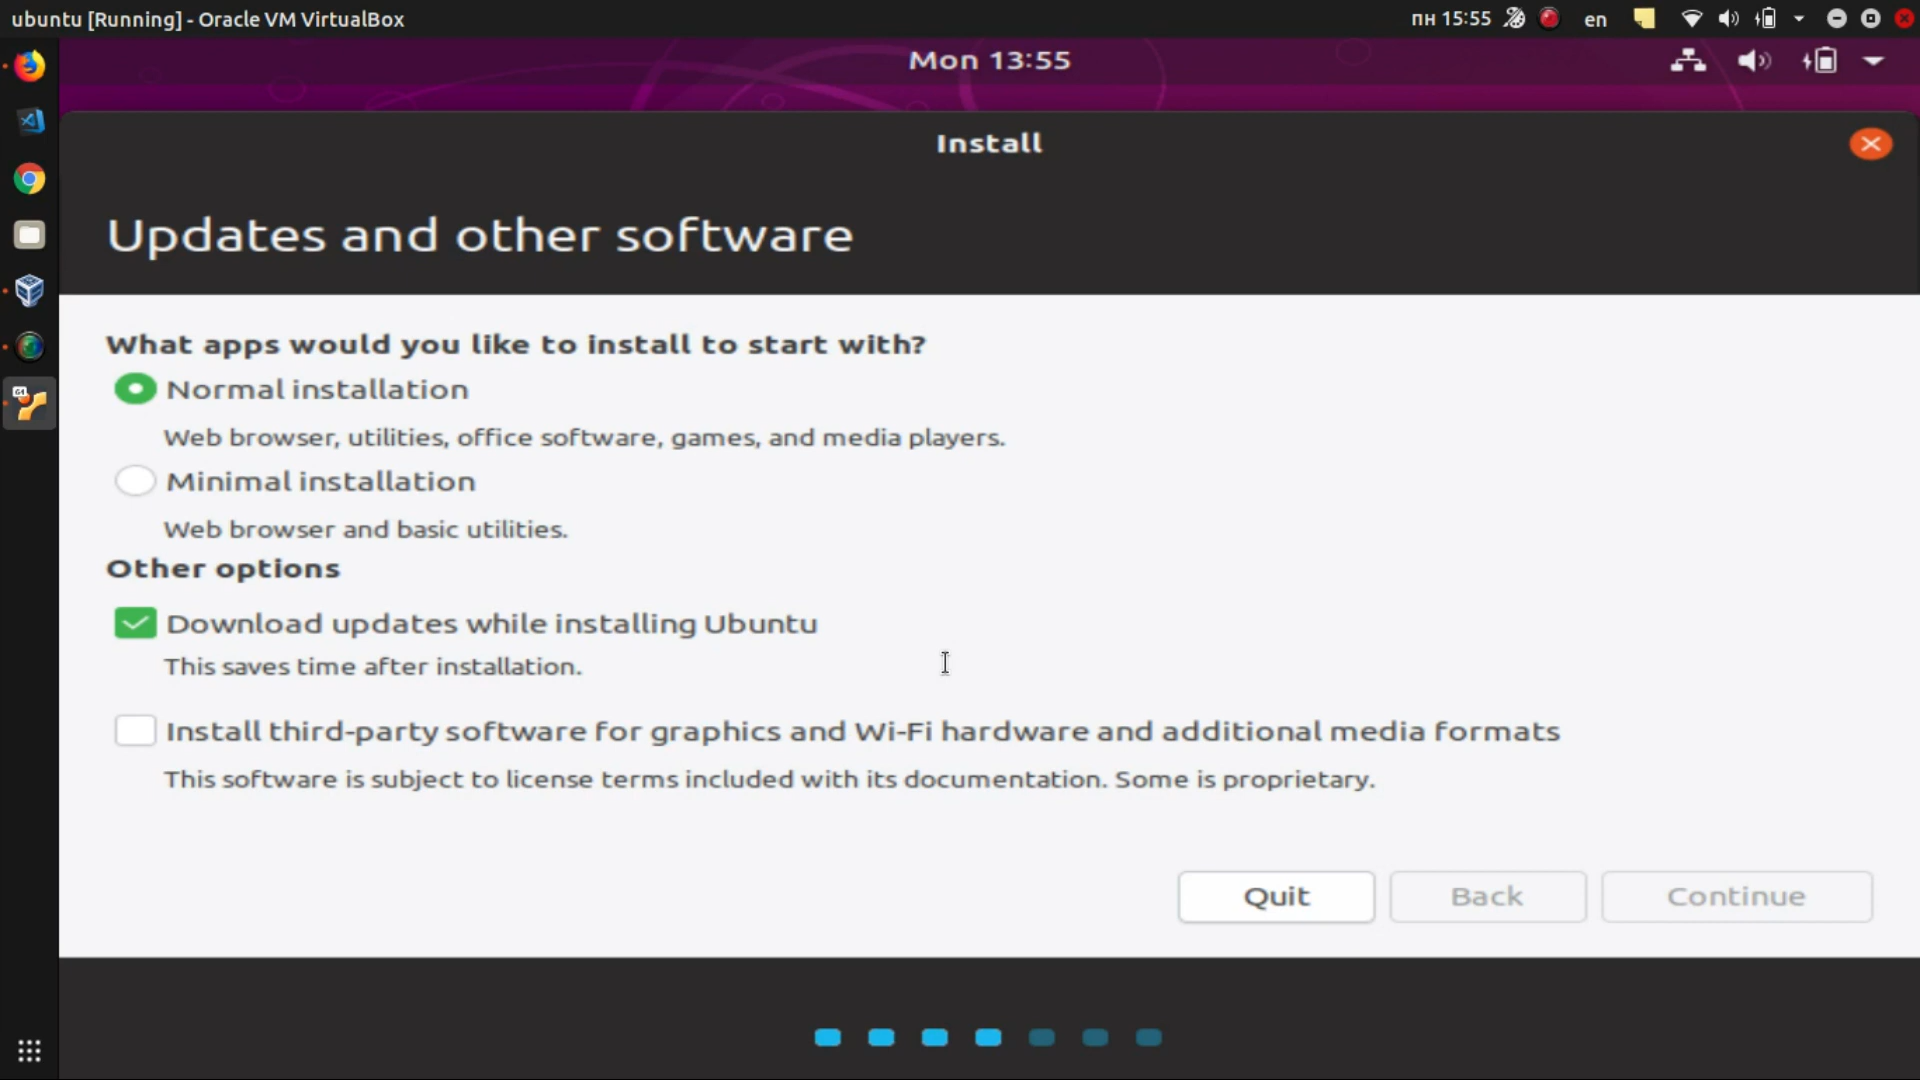 ubuntu [Running] - Oracle VM VirtualBox
пн 15:55
en
Mon 13:55
Install
Updates and other software
What apps would you like to install to start with?
Normal installation
Web browser, utilities, office software, games, and media players.
Minimal installation
Web browser and basic utilities.
Other options
Download updates while installing Ubuntu
This saves time after installation.
Install third-party software for graphics and Wi-Fi hardware and additional media formats
This software is subject to license terms included with its documentation. Some is proprietary.
Quit
Back
Continue